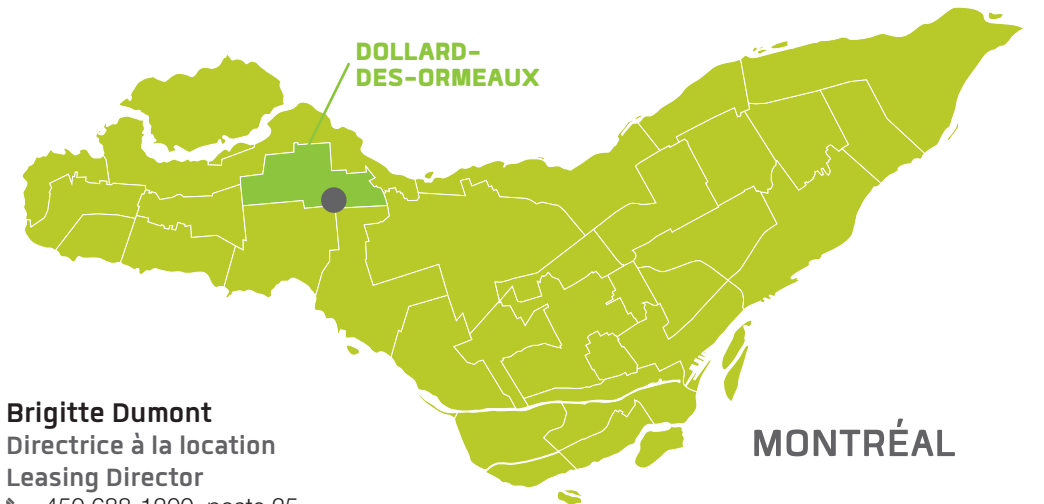 DOLLARD-
DES-ORMEAUX
Brigitte Dumont
Directrice à la location
Leasing Director
MONTRÉAL